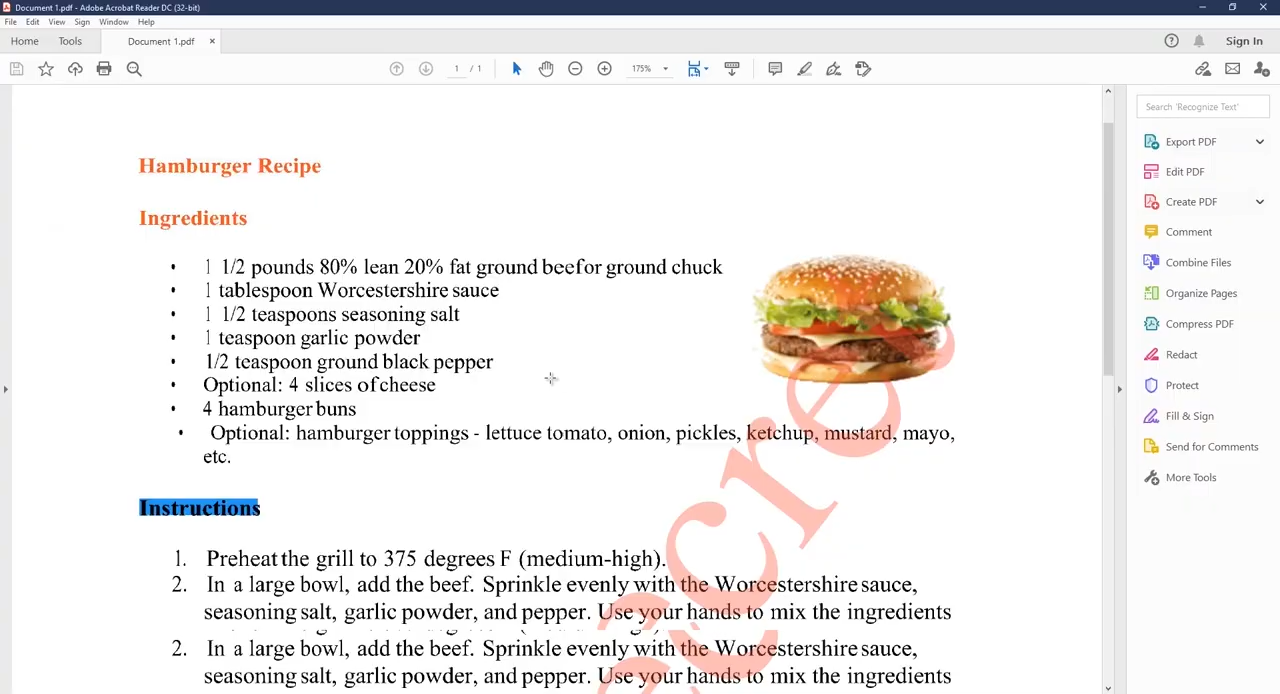 Document 1.pdf - Adobe Acrobat Reader DC (32-bit)
File Edit View Sign Window Help
Home Tools Document 1.pdf × Sign In
1 / 1 175%
Search 'Recognize Text'
Export PDF
Edit PDF
Create PDF
Comment
Combine Files
Organize Pages
Compress PDF
Redact
Protect
Fill & Sign
Send for Comments
More Tools
Hamburger Recipe
Ingredients
• 1 1/2 pounds 80% lean 20% fat ground beefor ground chuck
• 1 tablespoon Worcestershire sauce
• 1 1/2 teaspoons seasoning salt
• 1 teaspoon garlic powder
• 1/2 teaspoon ground black pepper
• Optional: 4 slices of cheese
• 4 hamburger buns
• Optional: hamburger toppings - lettuce tomato, onion, pickles, ketchup, mustard, mayo,
etc.
Instructions
1. Preheat the grill to 375 degrees F (medium-high).
2. In a large bowl, add the beef. Sprinkle evenly with the Worcestershire sauce,
seasoning salt, garlic powder, and pepper. Use your hands to mix the ingredients
2. In a large bowl, add the beef. Sprinkle evenly with the Worcestershire sauce,
seasoning salt, garlic powder, and pepper. Use your hands to mix the ingredients